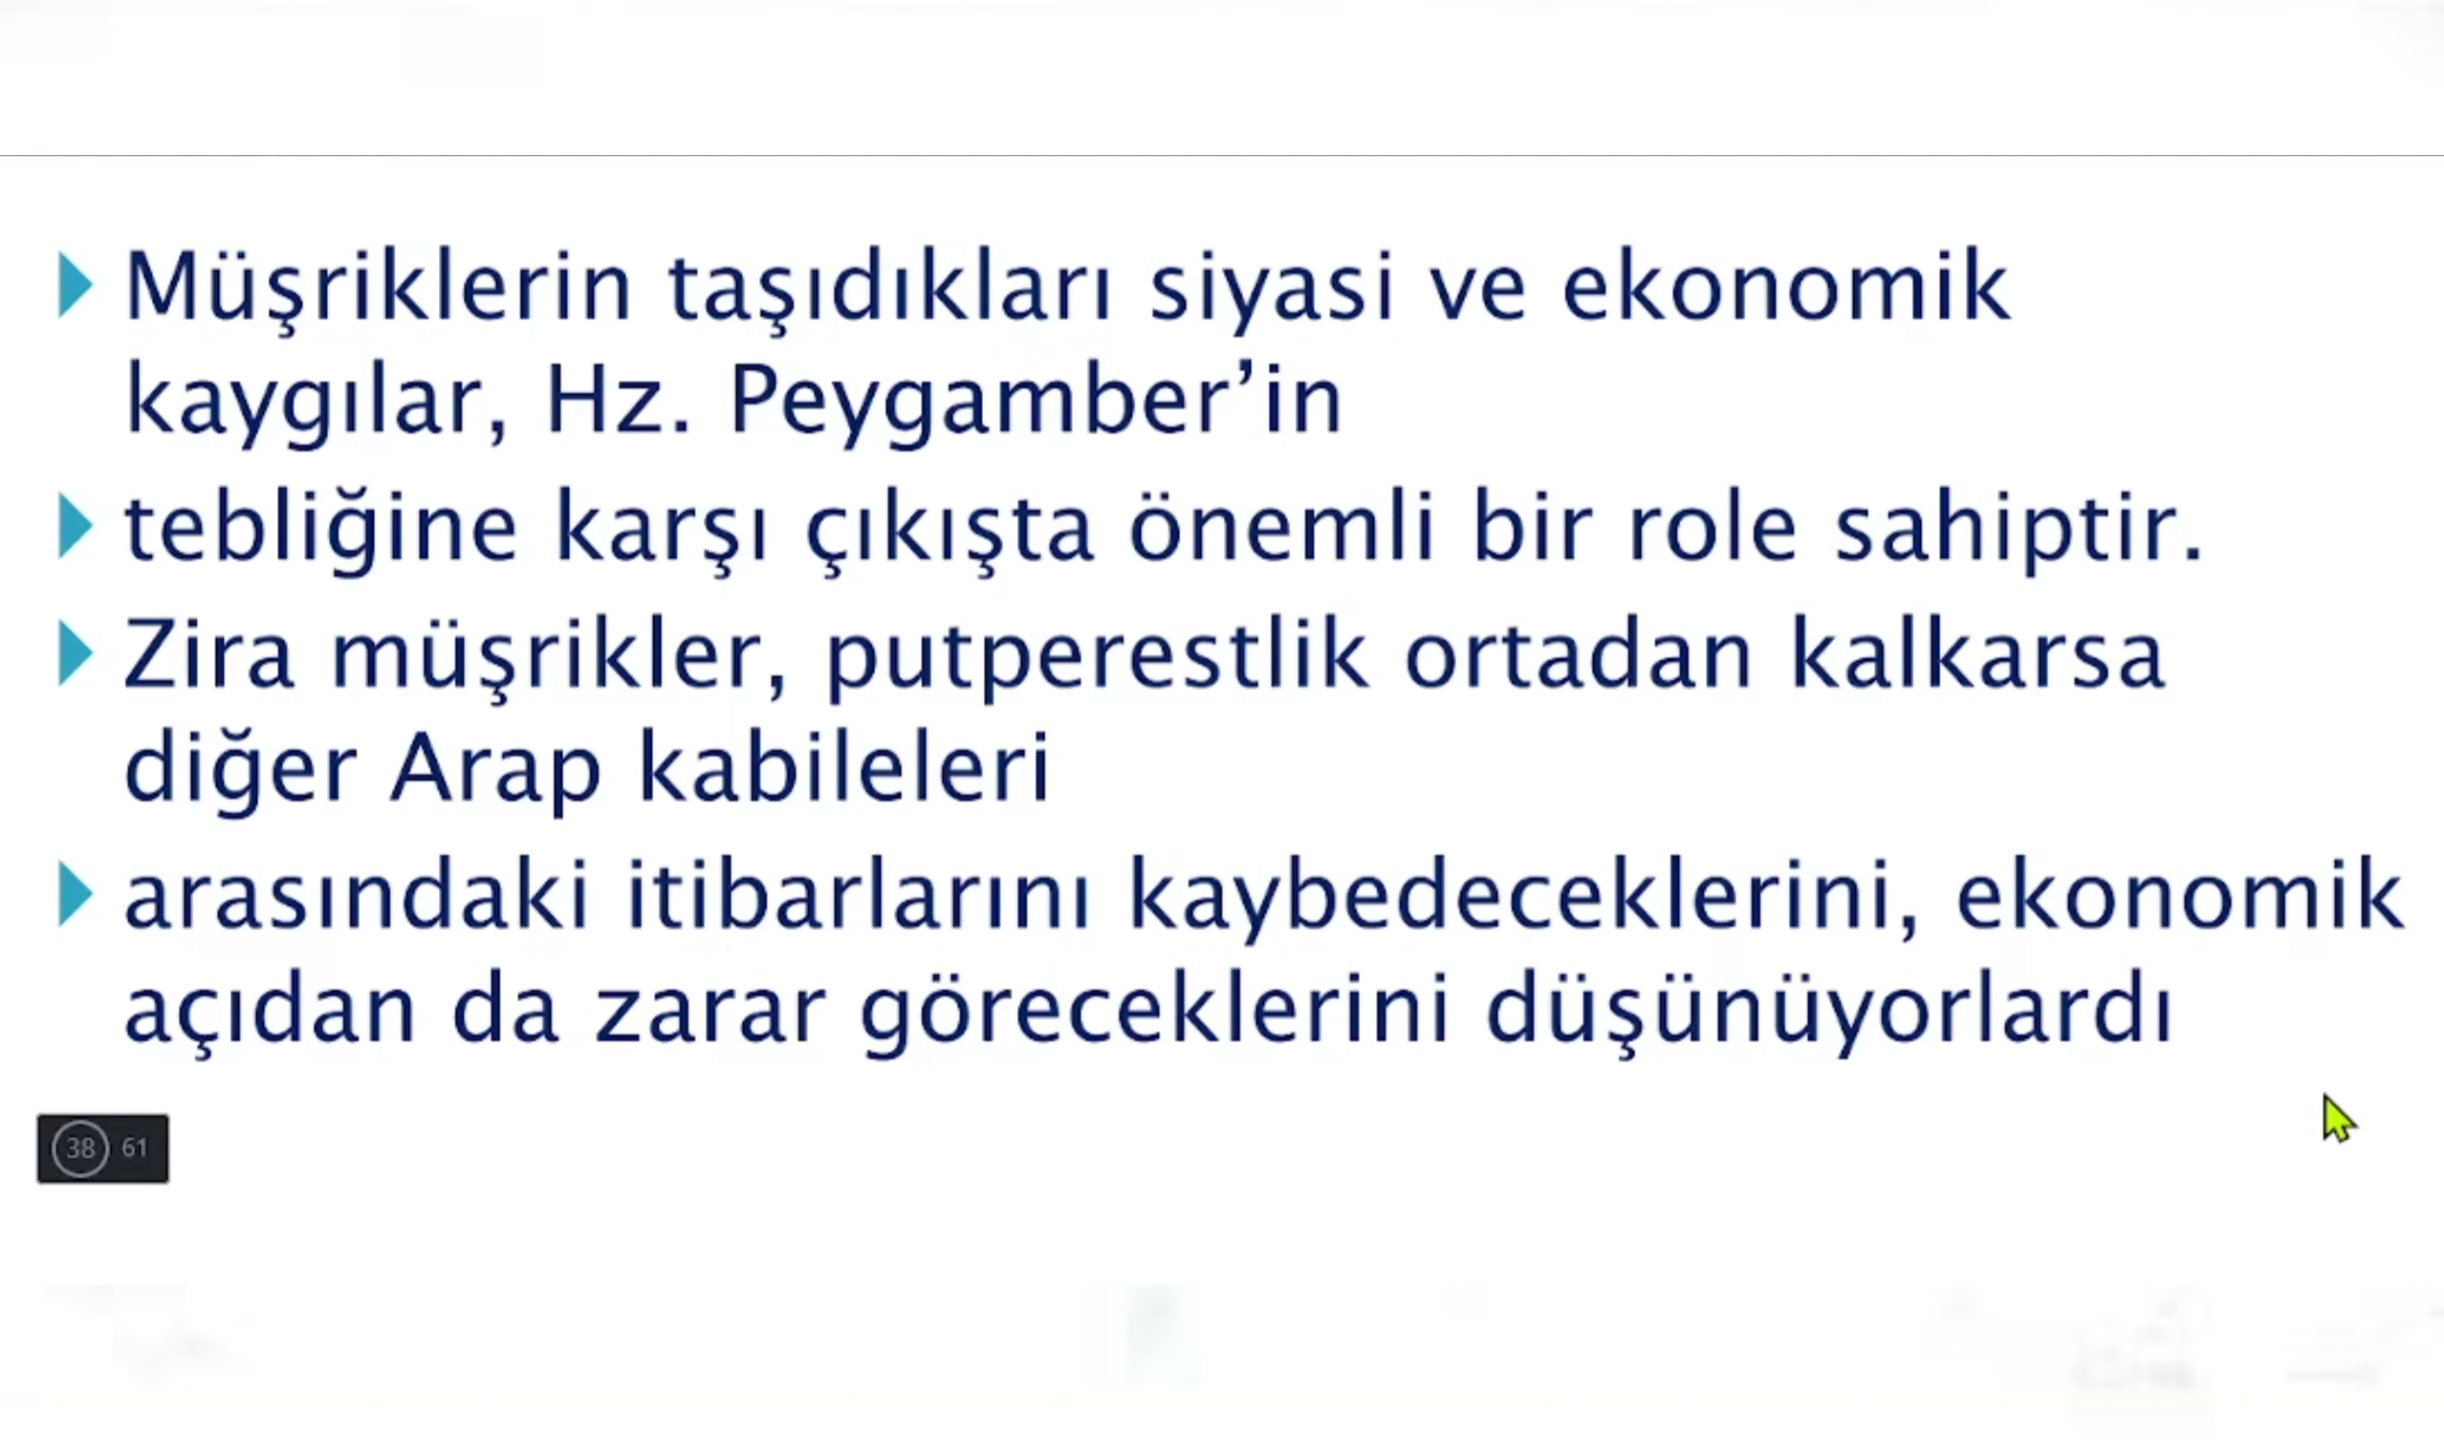 Müşriklerin taşıdıkları siyasi ve ekonomik
kaygılar, Hz. Peygamber’in
tebliğine karşı çıkışta önemli bir role sahiptir.
Zira müşrikler, putperestlik ortadan kalkarsa
diğer Arap kabileleri
arasındaki itibarlarını kaybedeceklerini, ekonomik
açıdan da zarar göreceklerini düşünüyorlardı
38 61